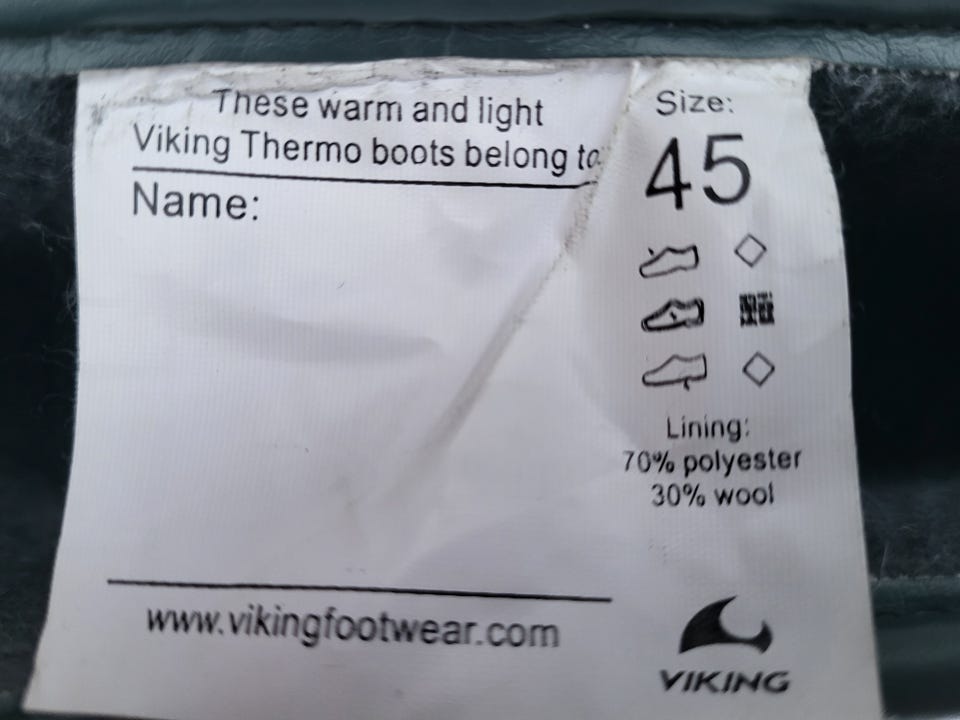 These warm and light
Viking Thermo boots belong to:
Name:
www.vikingfootwear.com
Size:
45
Lining:
70% polyester
30% wool
VIKING